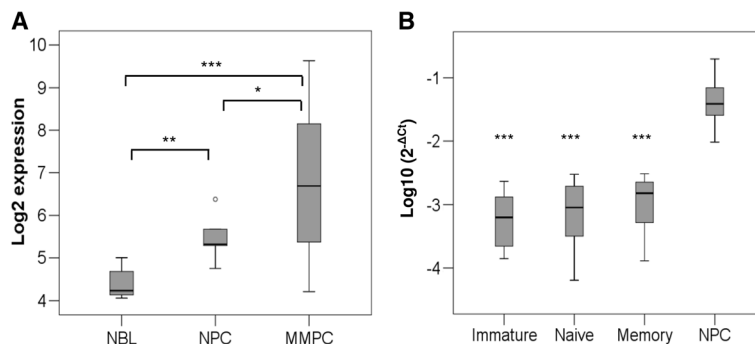 A
Log2 expression
10
9
8
7
6
5
4
***
*
**
NBL NPC MMPC
B
Log10 (2^-ΔCt)
-1
-2
-3
-4
*** *** ***
Immature Naive Memory NPC